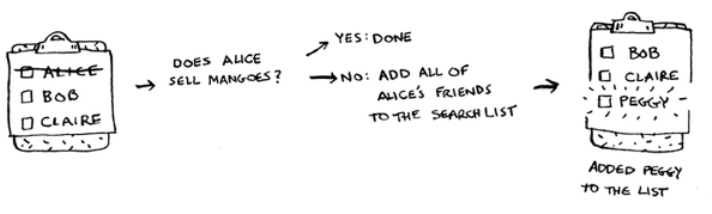 ALICE
BOB
CLAIRE
DOES ALICE
SELL MANGOES?
YES: DONE
NO: ADD ALL OF
ALICE'S FRIENDS
TO THE SEARCH LIST
BOB
CLAIRE
PEGGY
ADDED PEGGY
TO THE LIST